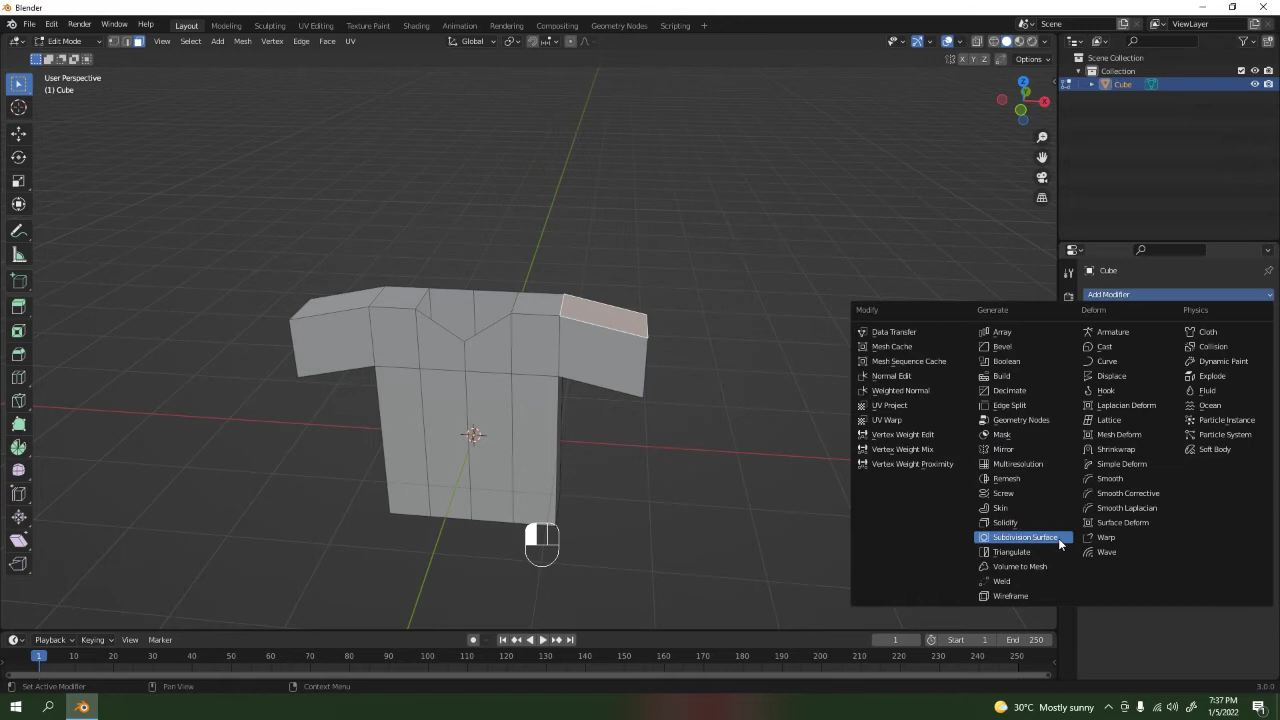 Blender
File Edit Render Window Help Layout Modeling Sculpting UV Editing Texture Paint Shading Animation Rendering Compositing Geometry Nodes Scripting + Scene ViewLayer
Edit Mode View Select Add Mesh Vertex Edge Face UV Global
X Y Z Options
User Perspective
(1) Cube
Z
Y
X
Scene Collection
Collection
Cube
Cube
Add Modifier
Modify Generate Deform Physics
Data Transfer Array Armature Cloth
Mesh Cache Bevel Cast Collision
Mesh Sequence Cache Boolean Curve Dynamic Paint
Normal Edit Build Displace Explode
Weighted Normal Decimate Hook Fluid
UV Project Edge Split Laplacian Deform Ocean
UV Warp Geometry Nodes Lattice Particle Instance
Vertex Weight Edit Mask Mesh Deform Particle System
Vertex Weight Mix Mirror Shrinkwrap Soft Body
Vertex Weight Proximity Multiresolution Simple Deform
Remesh Smooth
Screw Smooth Corrective
Skin Smooth Laplacian
Solidify Surface Deform
Subdivision Surface Warp
Triangulate Wave
Volume to Mesh
Weld
Wireframe
Playback Keying View Marker 1 Start 1 End 250
1 10 20 30 40 50 60 70 80 90 100 110 120 130 140 150 160 170 180 190 200 210 220 230 240 250
Set Active Modifier Pan View Context Menu 3.0.0
30°C Mostly sunny 7:37 PM
1/5/2022